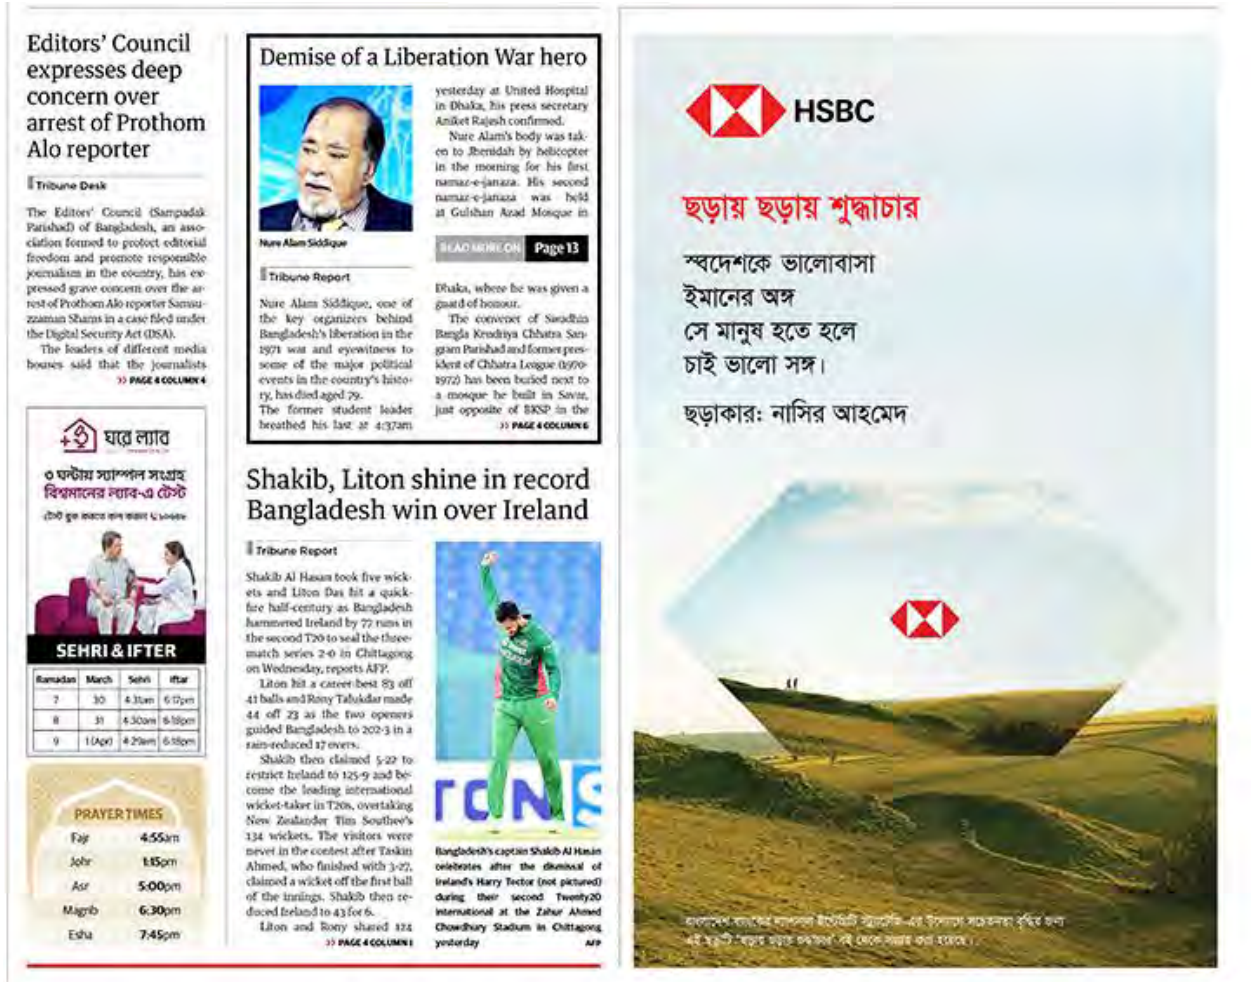 Editors' Council
expresses deep
concern over
arrest of Prothom
Alo reporter
Tribune Desk
The Editors' Council (Sampadak
Parishad) of Bangladesh, an asso-
ciation formed to protect editorial
freedom and promote responsible
journalism in the country, has ex-
pressed grave concern over the ar-
rest of Prothom Alo reporter Samsu-
zzaman Shams in a case filed under
the Digital Security Act (DSA).
The leaders of different media
houses said that the journalists
>> PAGE 4 COLUMN 4
ঘরে ল্যাব
৩ ঘন্টায় স্যাম্পল সংগ্রহ
বিশ্বমানের ল্যাব-এ টেস্ট
টেস্ট বুক করতে কল করুন
SEHRI & IFTER
Ramadan March Sehri Iftar
7 30 4:31am 6:17pm
8 31 4:30am 6:18pm
9 1 (Apr) 4:29am 6:18pm
PRAYER TIMES
Fajr 4:55am
Johr 1:15pm
Asr 5:00pm
Magrib 6:30pm
Esha 7:45pm
Demise of a Liberation War hero
Nure Alam Siddique
Tribune Report
Nure Alam Siddique, one of
the key organizers behind
Bangladesh's liberation in the
1971 war and eyewitness to
some of the major political
events in the country's histo-
ry, has died aged 79.
The former student leader
breathed his last at 4:37am
yesterday at United Hospital
in Dhaka, his press secretary
Aniket Rajesh confirmed.
Nure Alam's body was tak-
en to Jhenidah by helicopter
in the morning for his first
namaz-e-janaza. His second
namaz-e-janaza was held
at Gulshan Azad Mosque in
READ MORE ON Page 13
Dhaka, where he was given a
guard of honour.
The convener of Swadhin
Bangla Kendriya Chhatra San-
gram Parishad and former pres-
ident of Chhatra League (1970-
1972) has been buried next to
a mosque he built in Savar,
just opposite of BKSP in the
>> PAGE 4 COLUMN 6
Shakib, Liton shine in record
Bangladesh win over Ireland
Tribune Report
Shakib Al Hasan took five wick-
ets and Liton Das hit a quick-
fire half-century as Bangladesh
hammered Ireland by 77 runs in
the second T20 to seal the three-
match series 2-0 in Chittagong
on Wednesday, reports AFP.
Liton hit a career-best 83 off
41 balls and Rony Talukdar made
44 off 23 as the two openers
guided Bangladesh to 202-3 in a
rain-reduced 17 overs.
Shakib then claimed 5-22 to
restrict Ireland to 125-9 and be-
come the leading international
wicket-taker in T20s, overtaking
New Zealander Tim Southee's
134 wickets. The visitors were
never in the contest after Taskin
Ahmed, who finished with 3-27,
claimed a wicket off the first ball
of the innings. Shakib then re-
duced Ireland to 43 for 6.
Liton and Rony shared 124
>> PAGE 4 COLUMN 1
TON S
Bangladesh's captain Shakib Al Hasan
celebrates after the dismissal of
Ireland's Harry Tector (not pictured)
during their second Twenty20
international at the Zahur Ahmed
Chowdhury Stadium in Chittagong
yesterday AFP
HSBC
ছড়ায় ছড়ায় শুদ্ধাচার
স্বদেশকে ভালোবাসা
ইমানের অঙ্গ
সে মানুষ হতে হলে
চাই ভালো সঙ্গ।
ছড়াকার: নাসির আহমেদ
বাংলাদেশ ব্যাংকের ন্যাশনাল ইন্টেগ্রিটি স্ট্র্যাটেজি-এর উদ্যোগে সচেতনতা বৃদ্ধির জন্য
এই ছড়াটি 'ছড়ায় ছড়ায় শুদ্ধাচার' বই থেকে সংগ্রহ করা হয়েছে।